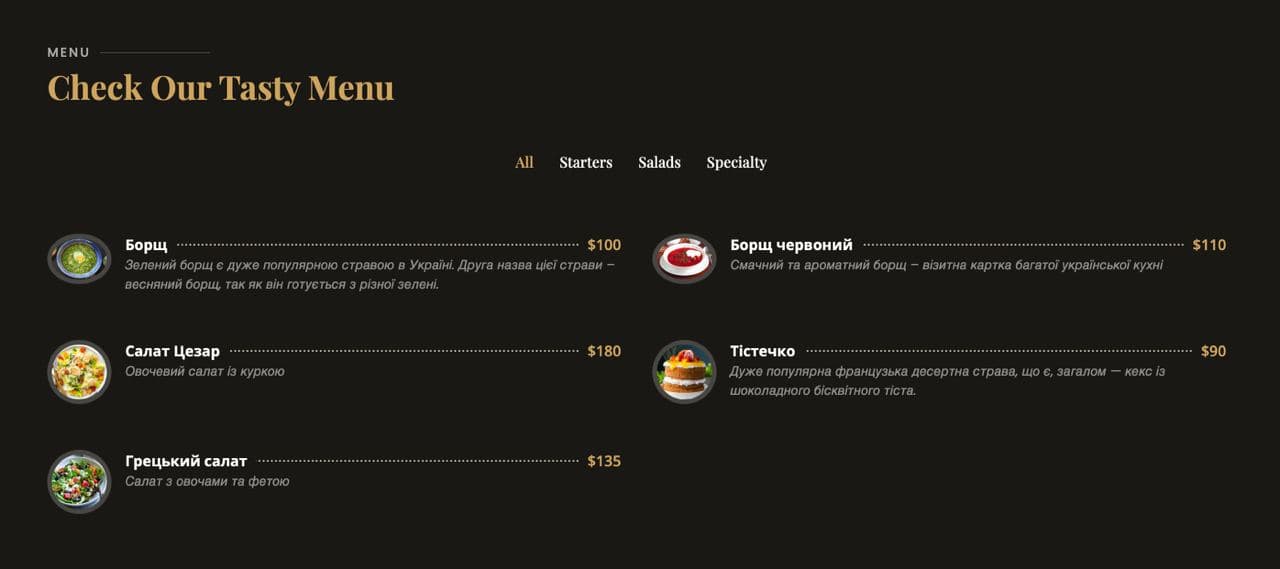 MENU
Check Our Tasty Menu
All Starters Salads Specialty
Борщ $100
Зелений борщ є дуже популярною стравою в Україні. Друга назва цієї страви –
весняний борщ, так як він готується з різної зелені.
Борщ червоний $110
Смачний та ароматний борщ – візитна картка багатої української кухні
Салат Цезар $180
Овочевий салат із куркою
Тістечко $90
Дуже популярна французька десертна страва, що є, загалом — кекс із
шоколадного бісквітного тіста.
Грецький салат $135
Салат з овочами та фетою